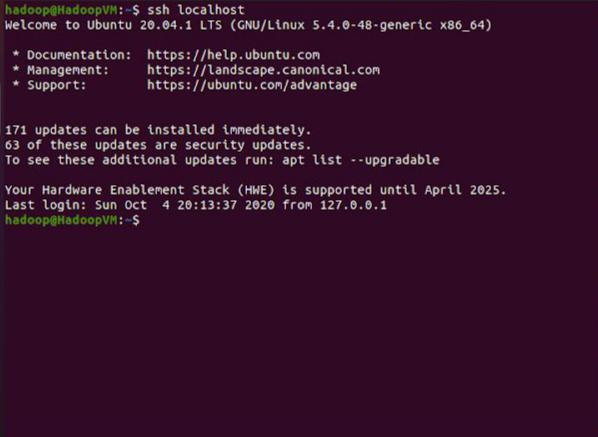 hadoop@HadoopVM:~$ ssh localhost
Welcome to Ubuntu 20.04.1 LTS (GNU/Linux 5.4.0-48-generic x86_64)
* Documentation:  https://help.ubuntu.com
* Management:     https://landscape.canonical.com
* Support:        https://ubuntu.com/advantage
171 updates can be installed immediately.
63 of these updates are security updates.
To see these additional updates run: apt list --upgradable
Your Hardware Enablement Stack (HWE) is supported until April 2025.
Last login: Sun Oct  4 20:13:37 2020 from 127.0.0.1
hadoop@HadoopVM:~$